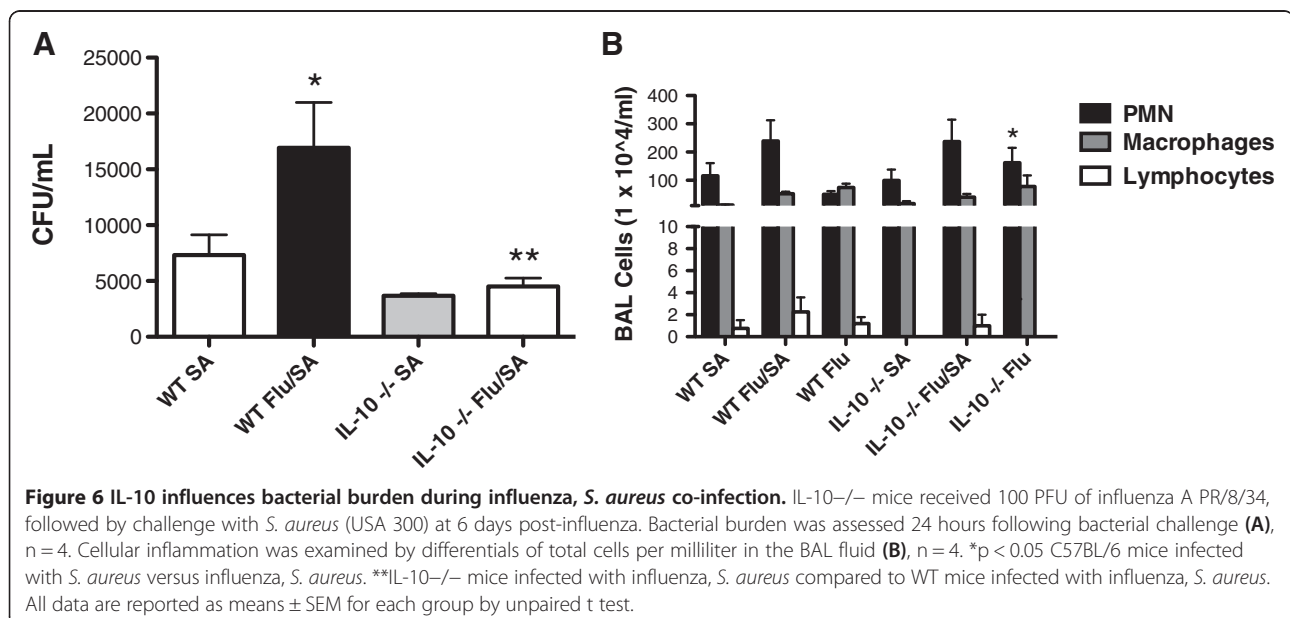 A
25000
20000
15000
10000
5000
0
CFU/mL
*
**
WT SA
WT Flu/SA
IL-10 -/- SA
IL-10 -/- Flu/SA
B
400
300
200
100
10
8
6
4
2
0
BAL Cells (1 x 10^4/ml)
*
WT SA
WT Flu/SA
WT Flu
IL-10 -/- SA
IL-10 -/- Flu/SA
IL-10 -/- Flu
PMN
Macrophages
Lymphocytes
Figure 6 IL-10 influences bacterial burden during influenza, S. aureus co-infection. IL-10−/− mice received 100 PFU of influenza A PR/8/34,
followed by challenge with S. aureus (USA 300) at 6 days post-influenza. Bacterial burden was assessed 24 hours following bacterial challenge (A),
n = 4. Cellular inflammation was examined by differentials of total cells per milliliter in the BAL fluid (B), n = 4. *p < 0.05 C57BL/6 mice infected
with S. aureus versus influenza, S. aureus. **IL-10−/− mice infected with influenza, S. aureus compared to WT mice infected with influenza, S. aureus.
All data are reported as means ± SEM for each group by unpaired t test.